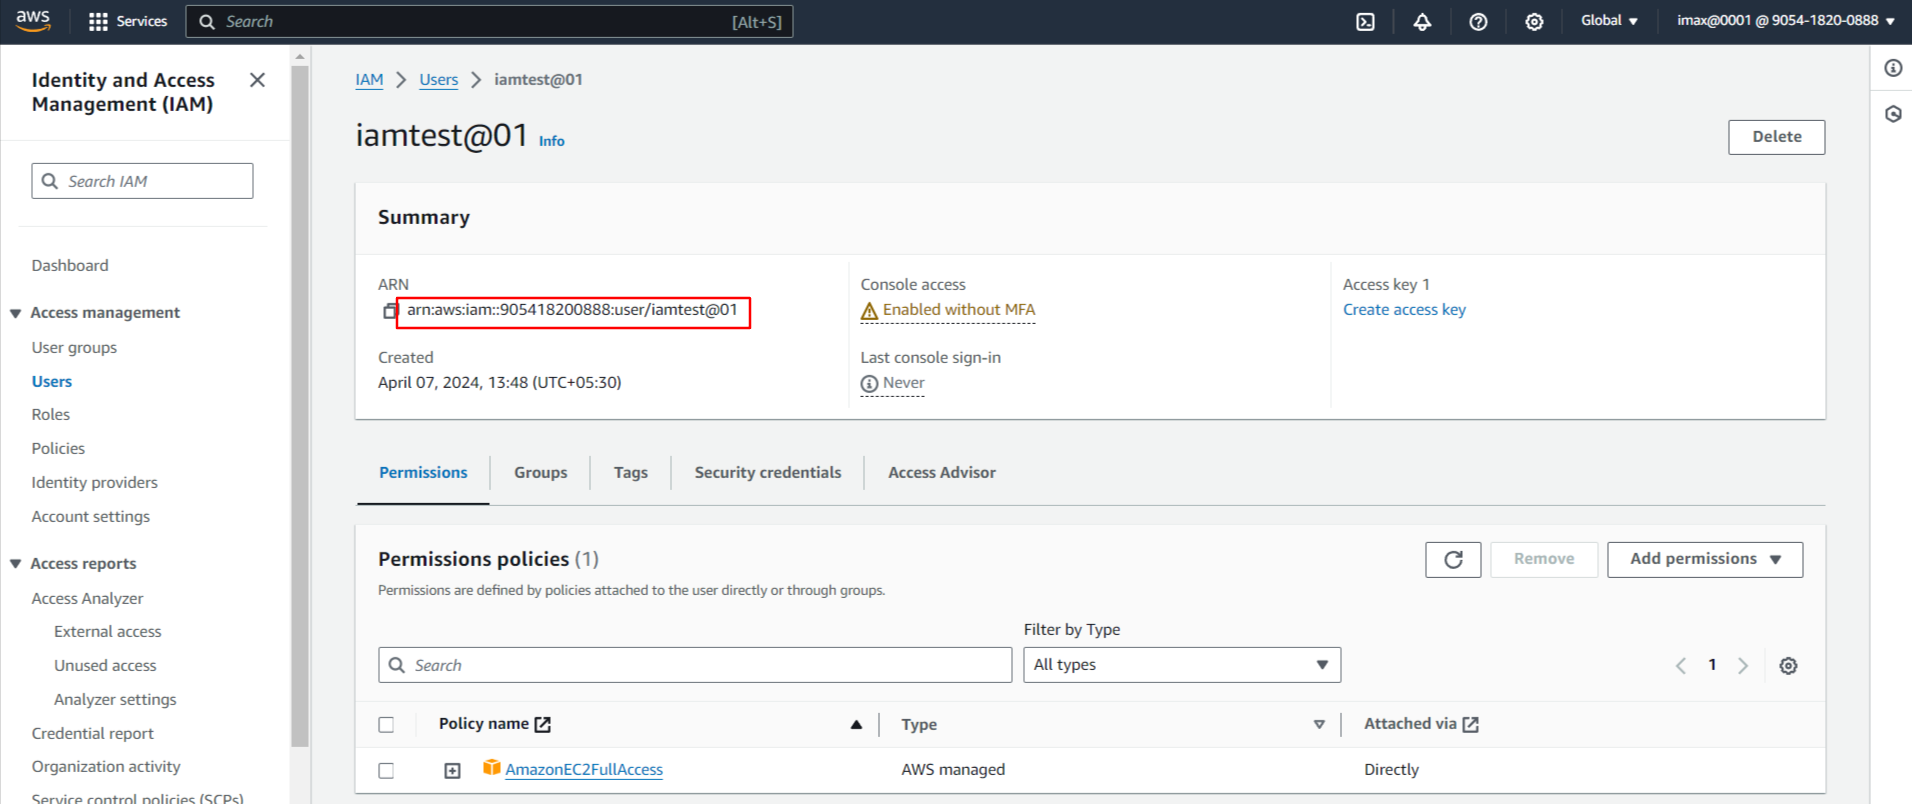 aws
Services
Search
[Alt+S]
Global
imax@0001 @ 9054-1820-0888
Identity and Access
Management (IAM)
Search IAM
Dashboard
Access management
User groups
Users
Roles
Policies
Identity providers
Account settings
Access reports
Access Analyzer
External access
Unused access
Analyzer settings
Credential report
Organization activity
Service control policies (SCPs)
IAM > Users > iamtest@01
iamtest@01 Info
Delete
Summary
ARN
arn:aws:iam::905418200888:user/iamtest@01
Created
April 07, 2024, 13:48 (UTC+05:30)
Console access
Enabled without MFA
Last console sign-in
Never
Access key 1
Create access key
Permissions
Groups
Tags
Security credentials
Access Advisor
Permissions policies (1)
Permissions are defined by policies attached to the user directly or through groups.
Remove
Add permissions
Filter by Type
Search
All types
1
Policy name
Type
Attached via
AmazonEC2FullAccess
AWS managed
Directly